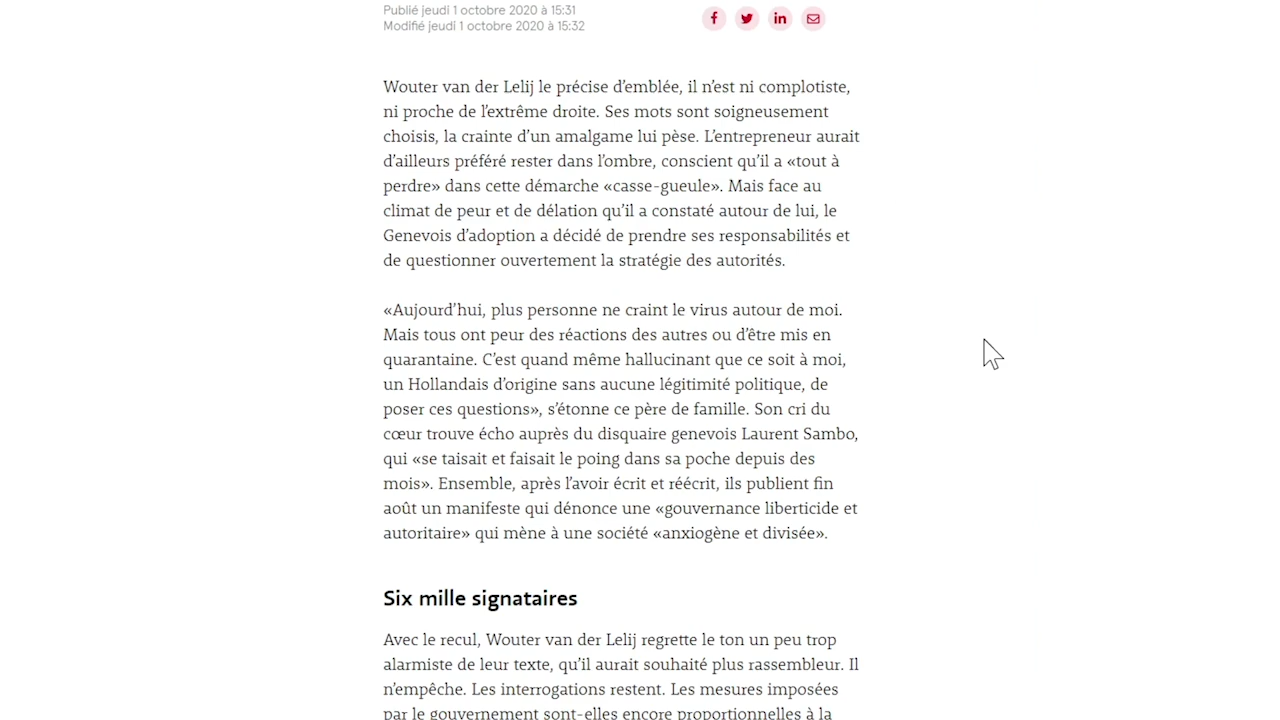 Publié jeudi 1 octobre 2020 à 15:31
Modifié jeudi 1 octobre 2020 à 15:32
Wouter van der Lelij le précise d’emblée, il n’est ni complotiste,
ni proche de l’extrême droite. Ses mots sont soigneusement
choisis, la crainte d’un amalgame lui pèse. L’entrepreneur aurait
d’ailleurs préféré rester dans l’ombre, conscient qu’il a «tout à
perdre» dans cette démarche «casse-gueule». Mais face au
climat de peur et de délation qu’il a constaté autour de lui, le
Genevois d’adoption a décidé de prendre ses responsabilités et
de questionner ouvertement la stratégie des autorités.
«Aujourd’hui, plus personne ne craint le virus autour de moi.
Mais tous ont peur des réactions des autres ou d’être mis en
quarantaine. C’est quand même hallucinant que ce soit à moi,
un Hollandais d’origine sans aucune légitimité politique, de
poser ces questions», s’étonne ce père de famille. Son cri du
cœur trouve écho auprès du disquaire genevois Laurent Sambo,
qui «se taisait et faisait le poing dans sa poche depuis des
mois». Ensemble, après l’avoir écrit et réécrit, ils publient fin
août un manifeste qui dénonce une «gouvernance liberticide et
autoritaire» qui mène à une société «anxiogène et divisée».
Six mille signataires
Avec le recul, Wouter van der Lelij regrette le ton un peu trop
alarmiste de leur texte, qu’il aurait souhaité plus rassembleur. Il
n’empêche. Les interrogations restent. Les mesures imposées
par le gouvernement sont-elles encore proportionnelles à la